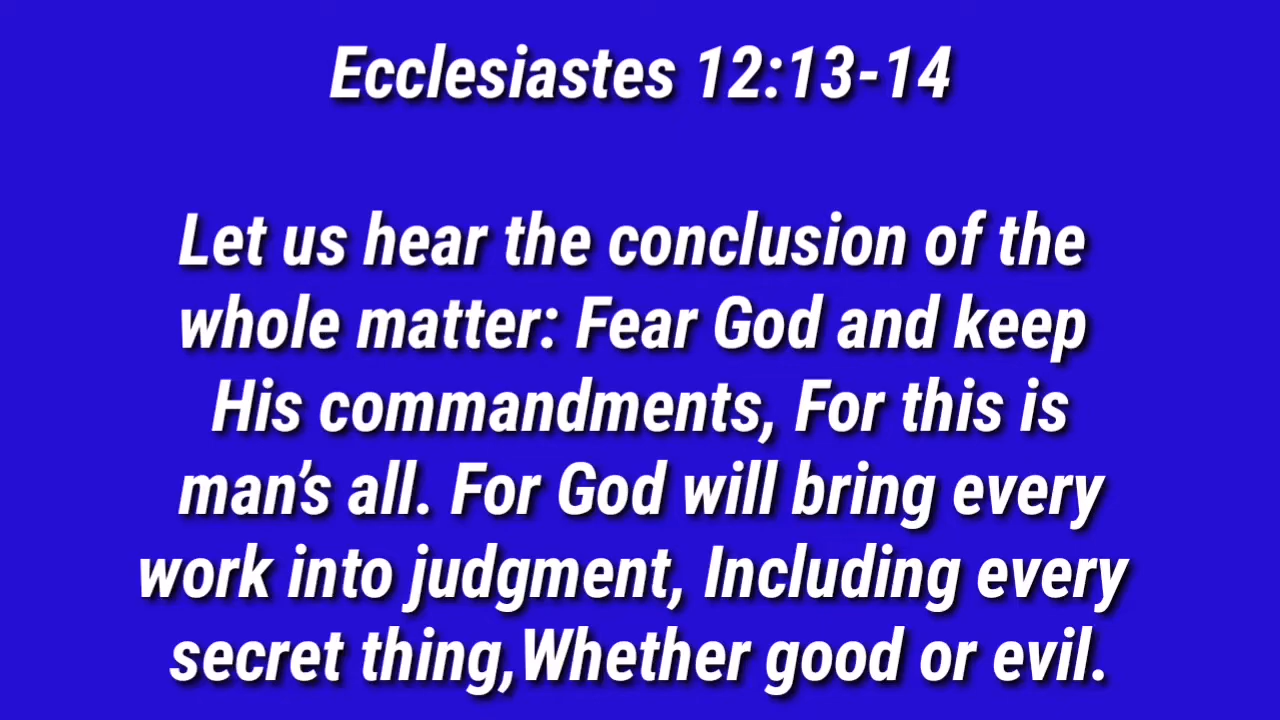 Ecclesiastes 12:13-14
Let us hear the conclusion of the
whole matter: Fear God and keep
His commandments, For this is
man’s all. For God will bring every
work into judgment, Including every
secret thing,Whether good or evil.